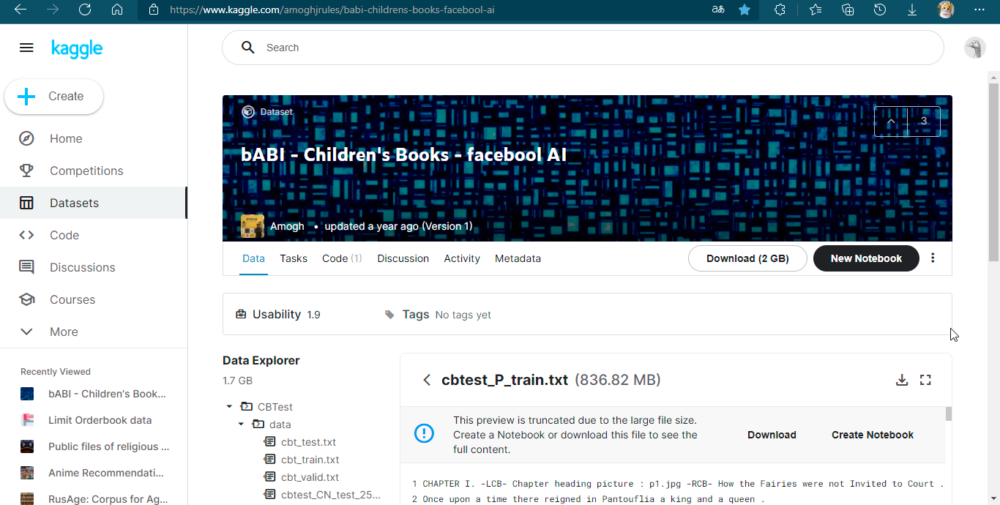 https://www.kaggle.com/amoghjrules/babi-childrens-books-facebool-ai
kaggle
Search
Create
Home
Competitions
Datasets
Code
Discussions
Courses
More
Recently Viewed
bABI - Children's Book...
Limit Orderbook data
Public files of religious ...
Anime Recommendati...
RusAge: Corpus for Ag...
Dataset
3
bABI - Children's Books - facebool AI
Amogh • updated a year ago (Version 1)
Data Tasks Code (1) Discussion Activity Metadata
Download (2 GB) New Notebook
Usability 1.9 Tags No tags yet
Data Explorer
1.7 GB
CBTest
data
cbt_test.txt
cbt_train.txt
cbt_valid.txt
cbtest_CN_test_25...
cbtest_P_train.txt (836.82 MB)
This preview is truncated due to the large file size.
Create a Notebook or download this file to see the
full content.
Download Create Notebook
1 CHAPTER I. -LCB- Chapter heading picture : p1.jpg -RCB- How the Fairies were not Invited to Court .
2 Once upon a time there reigned in Pantouflia a king and a queen .